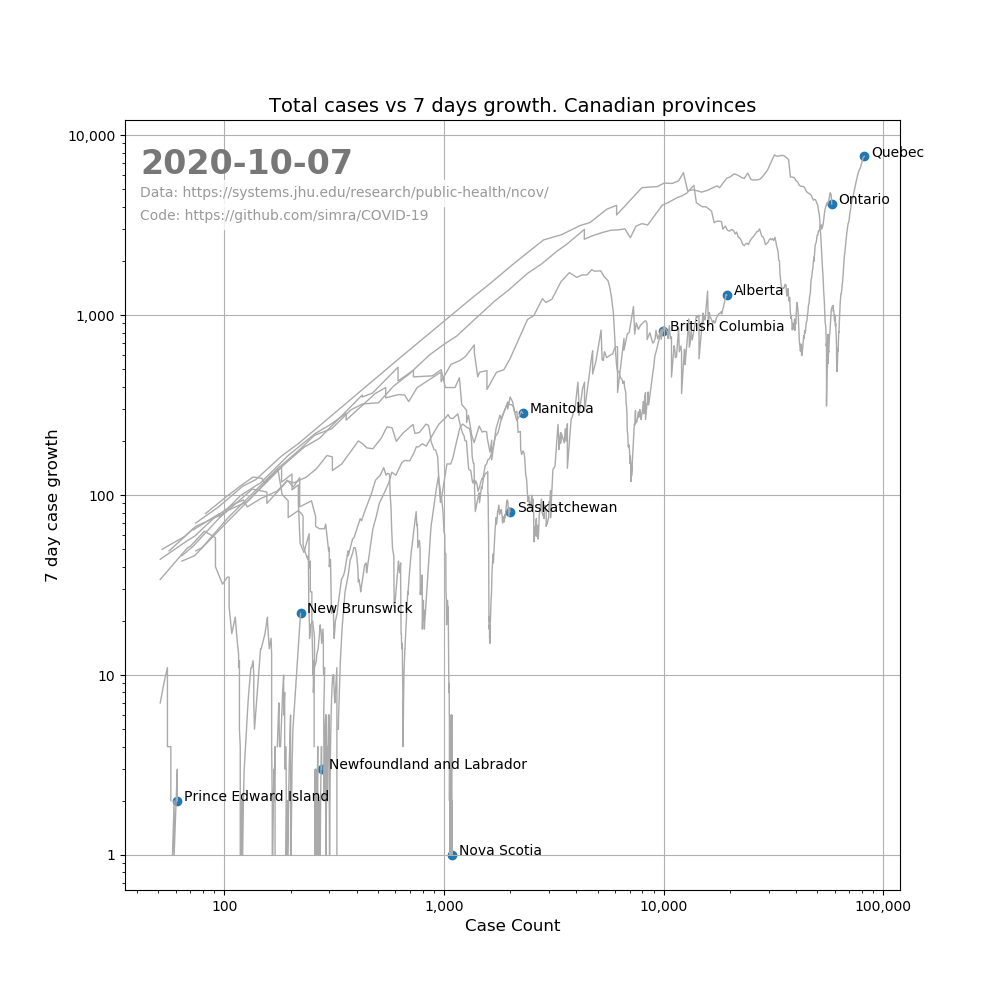 Total cases vs 7 days growth. Canadian provinces
10,000
2020-10-07
Quebec
Data: https://systems.jhu.edu/research/public-health/ncov/
Ontario
Code: https://github.com/simra/COVID-19
Alberta
1,000
British Columbia
Manitoba
100
Saskatchewan
7 day case growth
New Brunswick
10
Newfoundland and Labrador
Prince Edward Island
1
Nova Scotia
100
1,000
10,000
100,000
Case Count